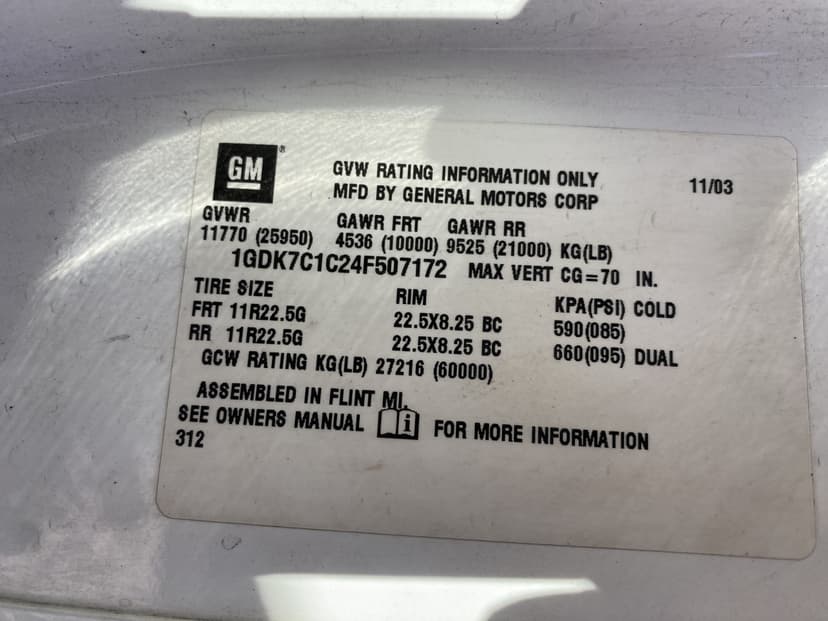 GM®
GVW RATING INFORMATION ONLY 11/03
MFD BY GENERAL MOTORS CORP
GVWR GAWR FRT GAWR RR
11770 (25950) 4536 (10000) 9525 (21000) KG(LB)
1GDK7C1C24F507172 MAX VERT CG=70 IN.
TIRE SIZE RIM KPA(PSI) COLD
FRT 11R22.5G 22.5X8.25 BC 590(085)
RR 11R22.5G 22.5X8.25 BC 660(095) DUAL
GCW RATING KG(LB) 27216 (60000)
ASSEMBLED IN FLINT MI.
SEE OWNERS MANUAL i FOR MORE INFORMATION
312